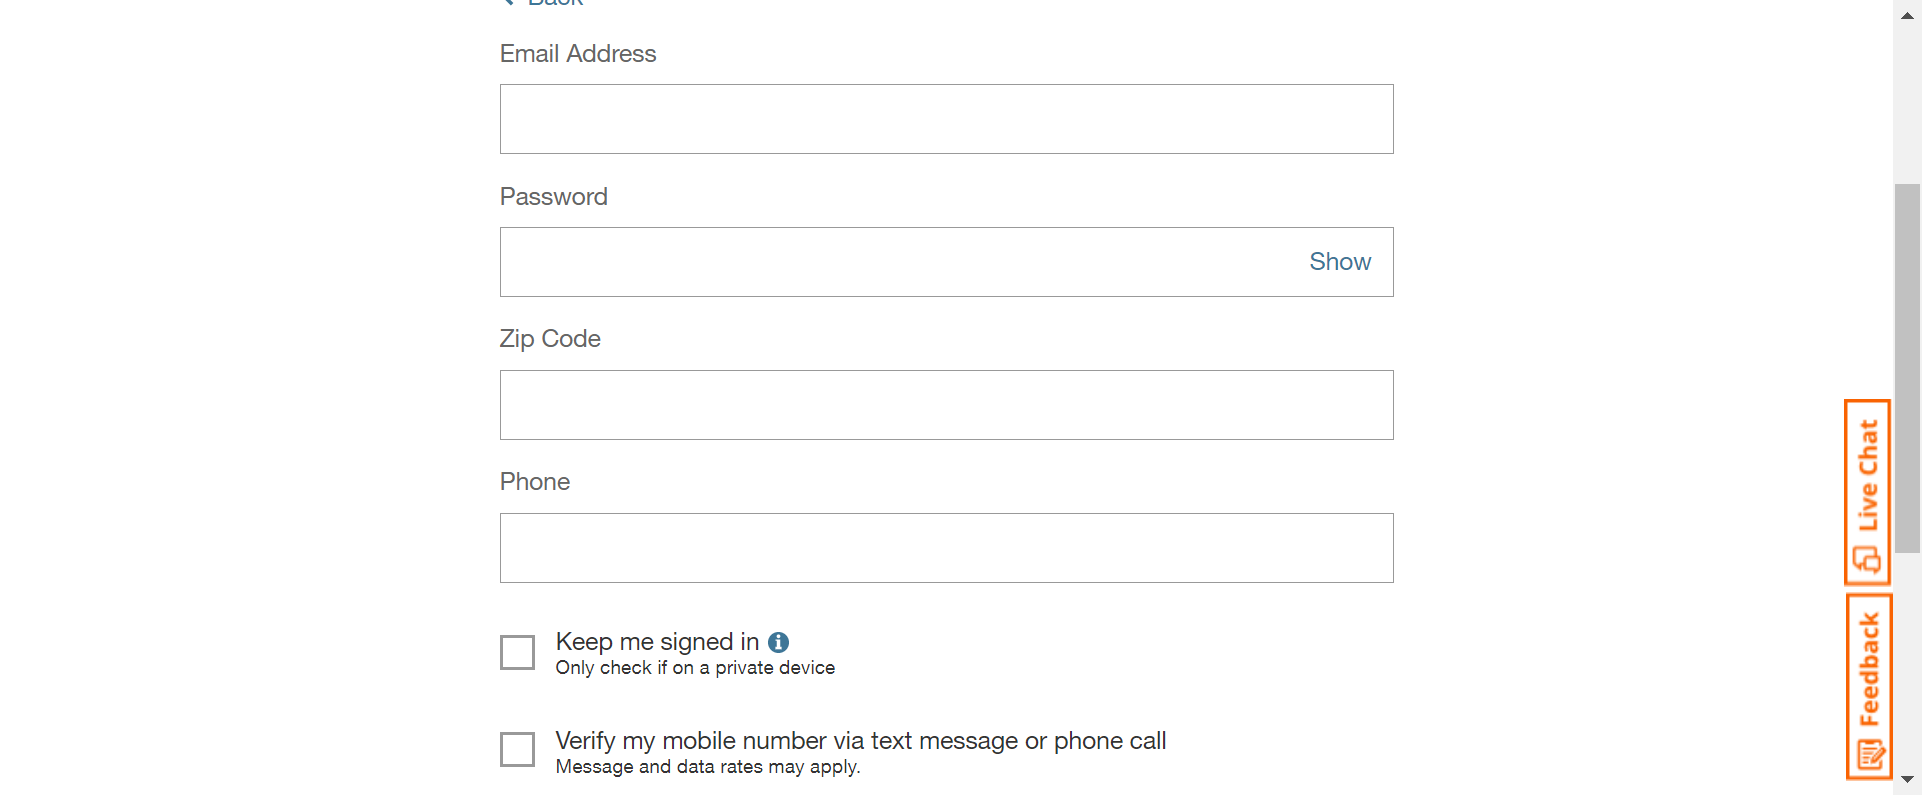 Back
Email Address
Password
Show
Zip Code
Phone
Keep me signed in
Only check if on a private device
Verify my mobile number via text message or phone call
Message and data rates may apply.
Live Chat
Feedback